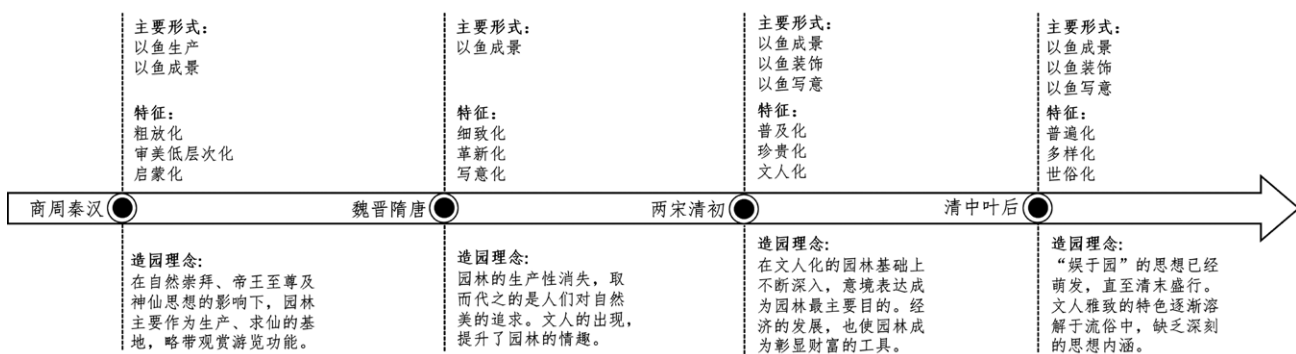 主要形式：
以鱼生产
以鱼成景
特征：
粗放化
审美低层次化
启蒙化
主要形式：
以鱼成景
特征：
细致化
革新化
写意化
主要形式：
以鱼成景
以鱼装饰
以鱼写意
特征：
普及化
珍贵化
文人化
主要形式：
以鱼成景
以鱼装饰
以鱼写意
特征：
普遍化
多样化
世俗化
商周秦汉
魏晋隋唐
两宋清初
清中叶后
造园理念：
在自然崇拜、帝王至尊及
神仙思想的影响下，园林
主要作为生产、求仙的基
地，略带观赏游览功能。
造园理念：
园林的生产性消失，取
而代之的是人们对自然
美的追求。文人的出现，
提升了园林的情趣。
造园理念：
在文人化的园林基础上
不断深入，意境表达成
为园林最主要目的。经
济的发展，也使园林成
为彰显财富的工具。
造园理念：
“娱于园”的思想已经
萌发，直至清末盛行。
文人雅致的特色逐渐溶
解于流俗中，缺乏深刻
的思想内涵。